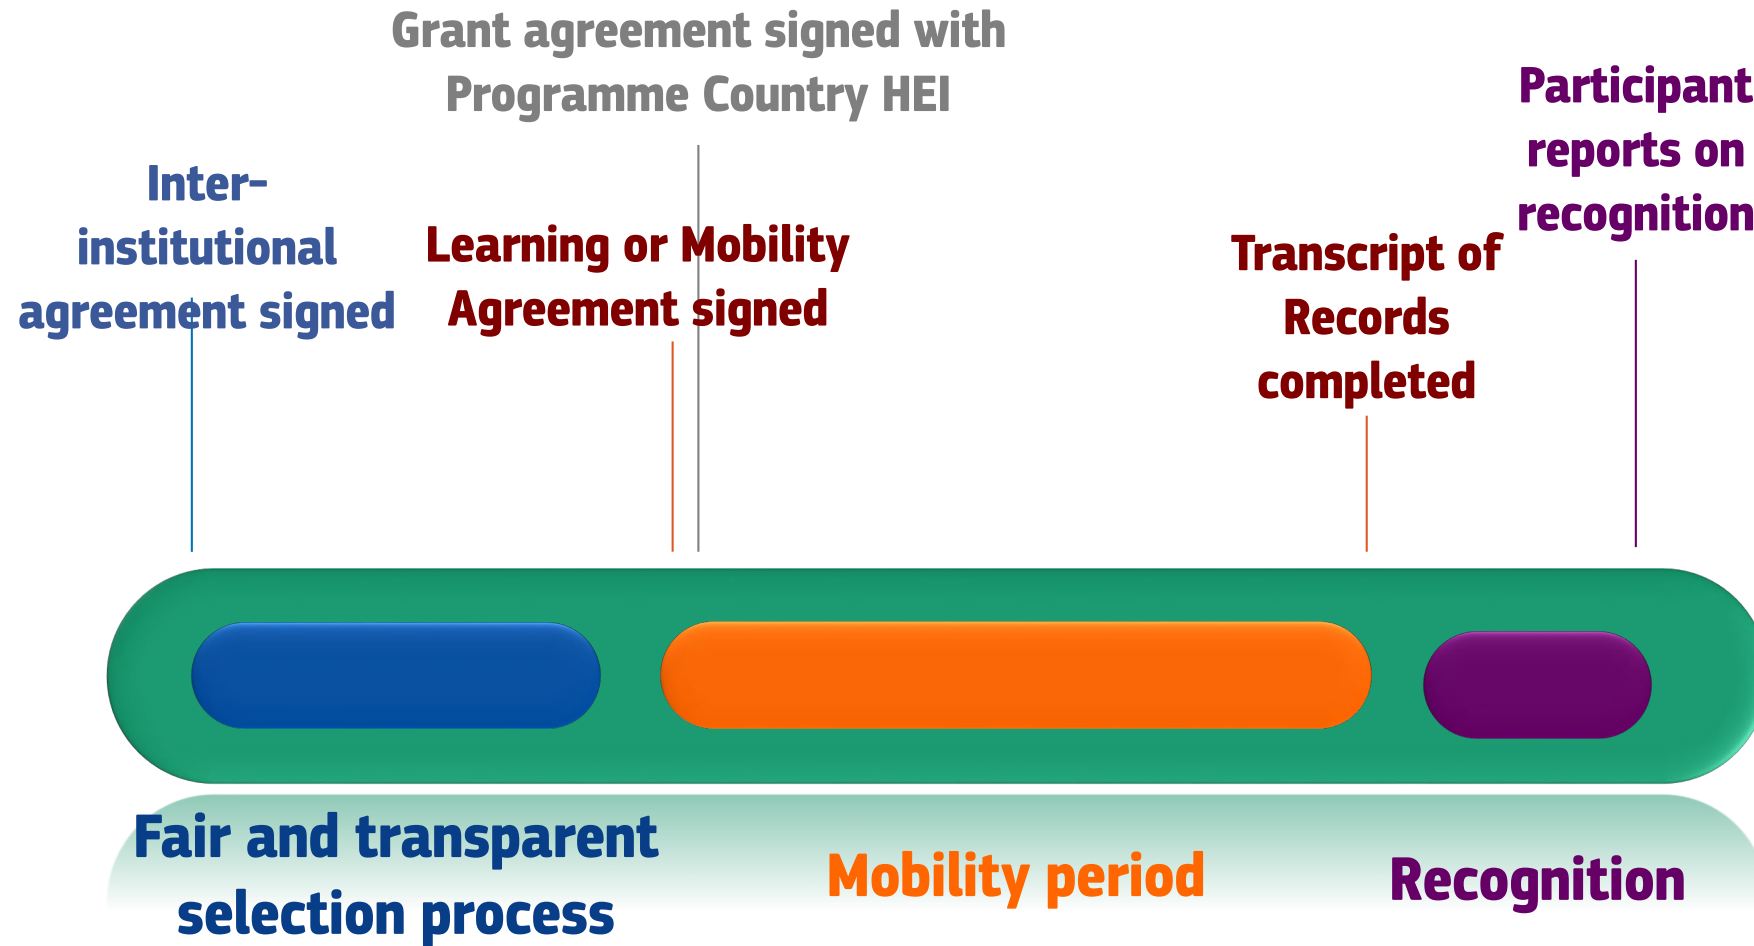 Grant agreement signed with
Programme Country HEI
Participant
reports on
recognition
Inter-
institutional
agreement signed
Learning or Mobility
Agreement signed
Transcript of
Records
completed
Fair and transparent
selection process
Mobility period
Recognition